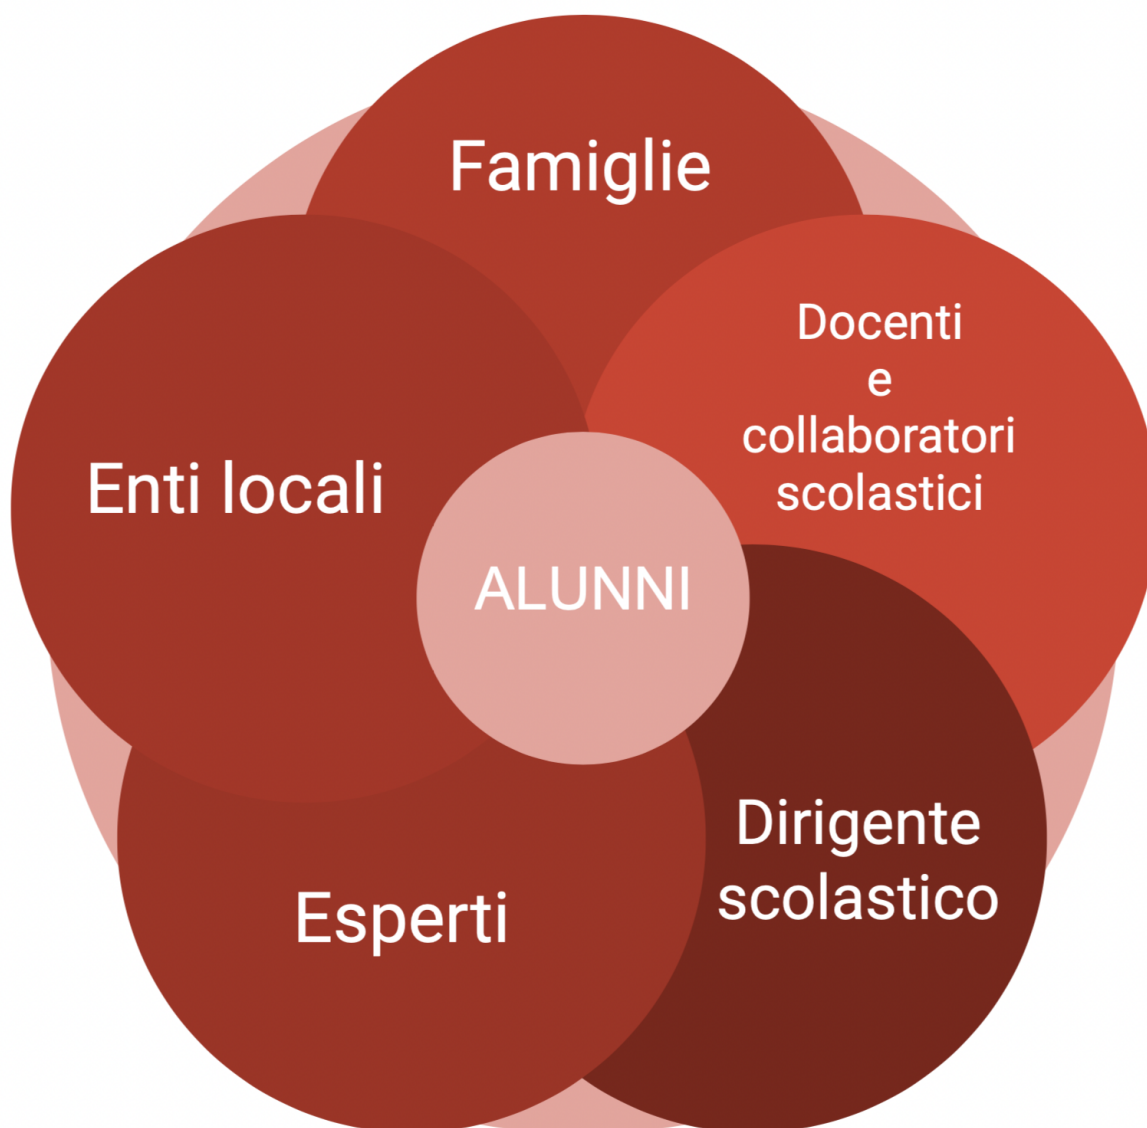 Famiglie
Docenti
e
collaboratori
scolastici
Enti locali
ALUNNI
Dirigente
scolastico
Esperti